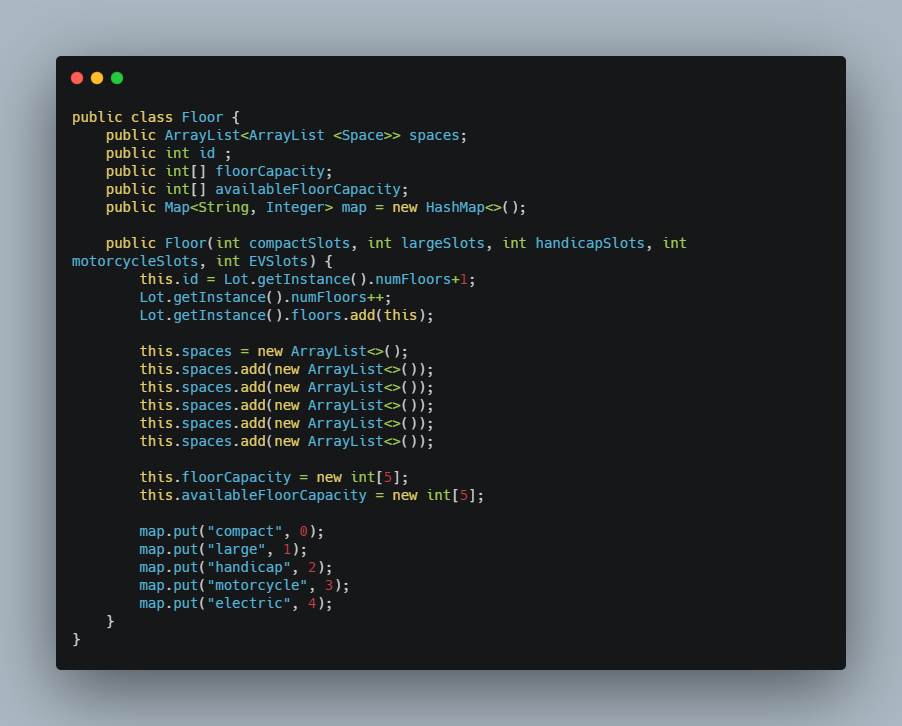 public class Floor {
    public ArrayList<ArrayList <Space>> spaces;
    public int id ;
    public int[] floorCapacity;
    public int[] availableFloorCapacity;
    public Map<String, Integer> map = new HashMap<>();

    public Floor(int compactSlots, int largeSlots, int handicapSlots, int
motorcycleSlots, int EVSlots) {
        this.id = Lot.getInstance().numFloors+1;
        Lot.getInstance().numFloors++;
        Lot.getInstance().floors.add(this);

        this.spaces = new ArrayList<>();
        this.spaces.add(new ArrayList<>());
        this.spaces.add(new ArrayList<>());
        this.spaces.add(new ArrayList<>());
        this.spaces.add(new ArrayList<>());
        this.spaces.add(new ArrayList<>());

        this.floorCapacity = new int[5];
        this.availableFloorCapacity = new int[5];

        map.put("compact", 0);
        map.put("large", 1);
        map.put("handicap", 2);
        map.put("motorcycle", 3);
        map.put("electric", 4);
    }
}